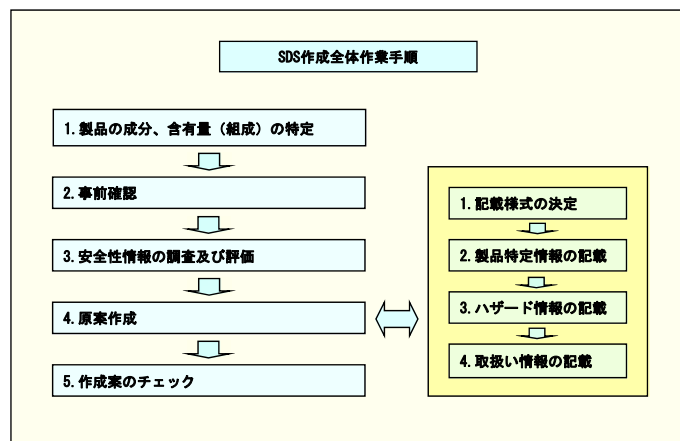 SDS作成全体作業手順
1.製品の成分、含有量（組成）の特定
2.事前確認
3.安全性情報の調査及び評価
4.原案作成
5.作成案のチェック
1.記載様式の決定
2.製品特定情報の記載
3.ハザード情報の記載
4.取扱い情報の記載